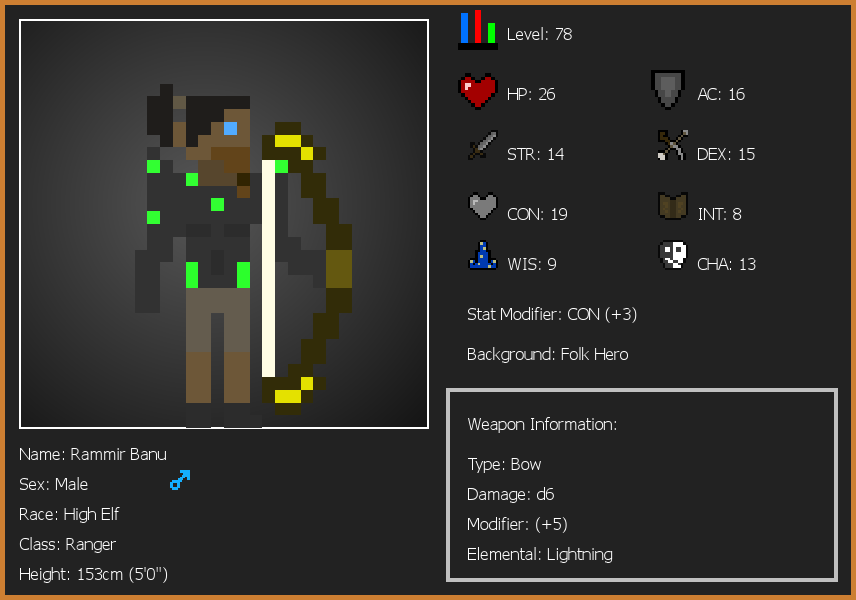 Level: 78
HP: 26
AC: 16
STR: 14
DEX: 15
CON: 19
INT: 8
WIS: 9
CHA: 13
Stat Modifier: CON (+3)
Background: Folk Hero
Weapon Information:
Type: Bow
Damage: d6
Modifier: (+5)
Elemental: Lightning
Name: Rammir Banu
Sex: Male
Race: High Elf
Class: Ranger
Height: 153cm (5'0")